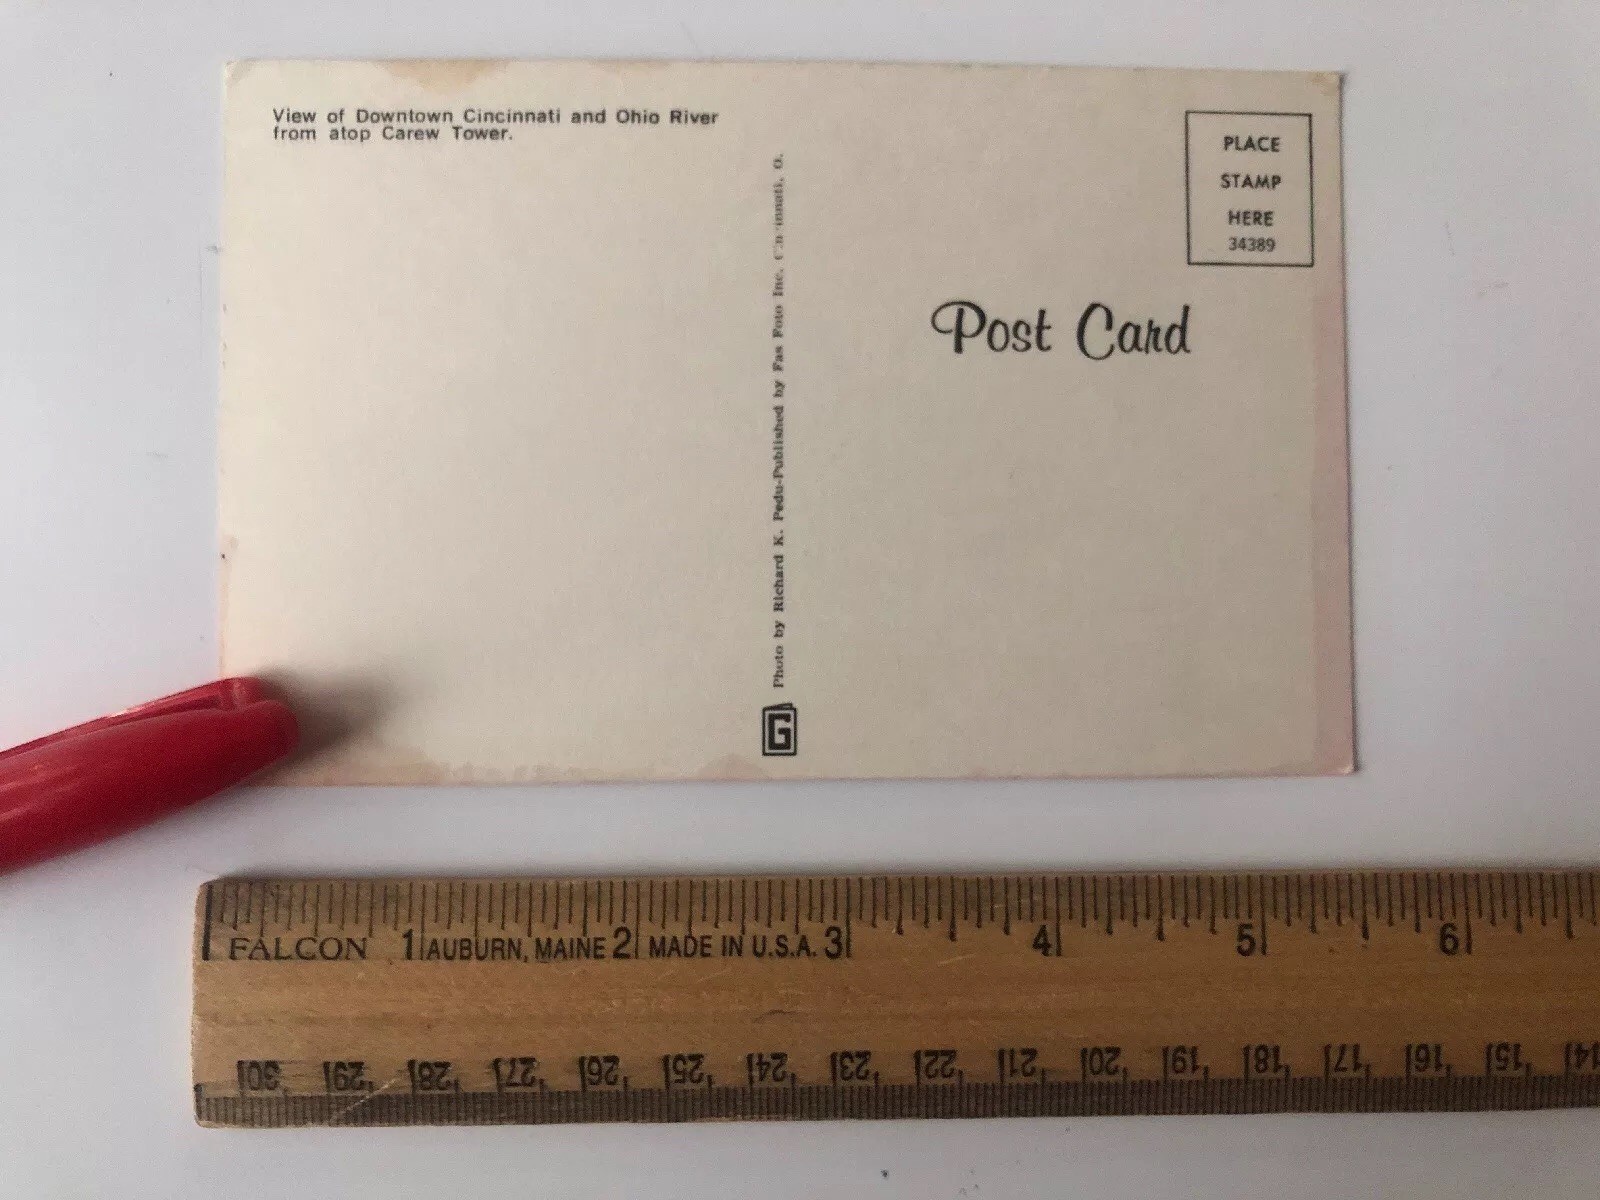 View of Downtown Cincinnati and Ohio River
from atop Carew Tower.
Photo by Richard K. Pedu-Published by Fas Foto Inc. Cincinnati, O.
G
PLACE
STAMP
HERE
34389
Post Card
FALCON 1 AUBURN, MAINE 2 MADE IN U.S.A. 3 4 5 6
30 29 28 27 26 25 24 23 22 21 20 19 18 17 16 15 14